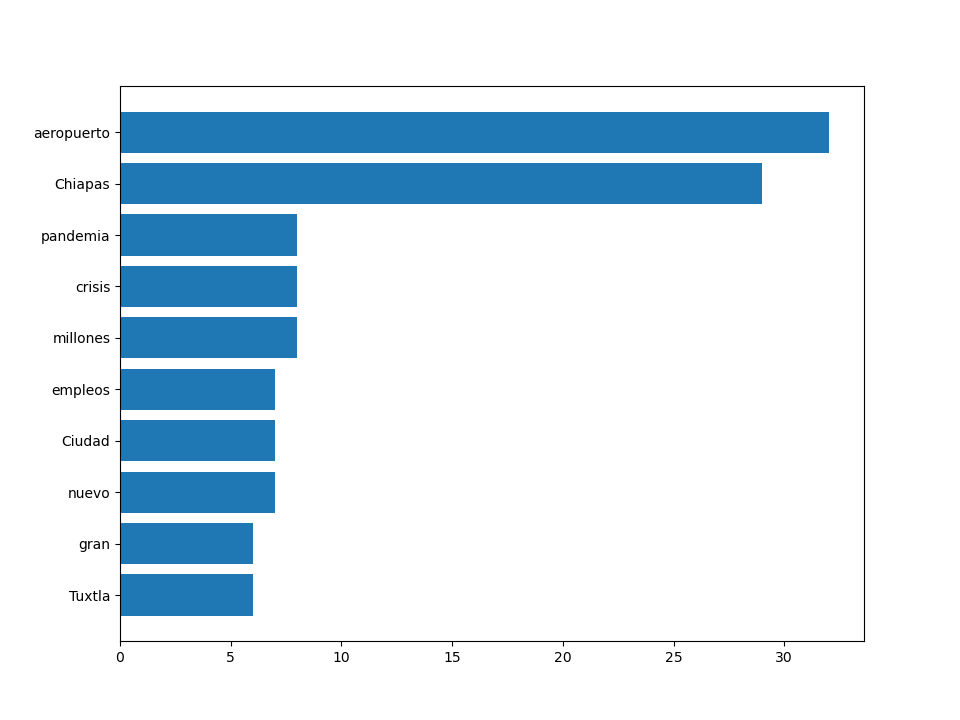 aeropuerto
Chiapas
pandemia
crisis
millones
empleos
Ciudad
nuevo
gran
Tuxtla
0 5 10 15 20 25 30